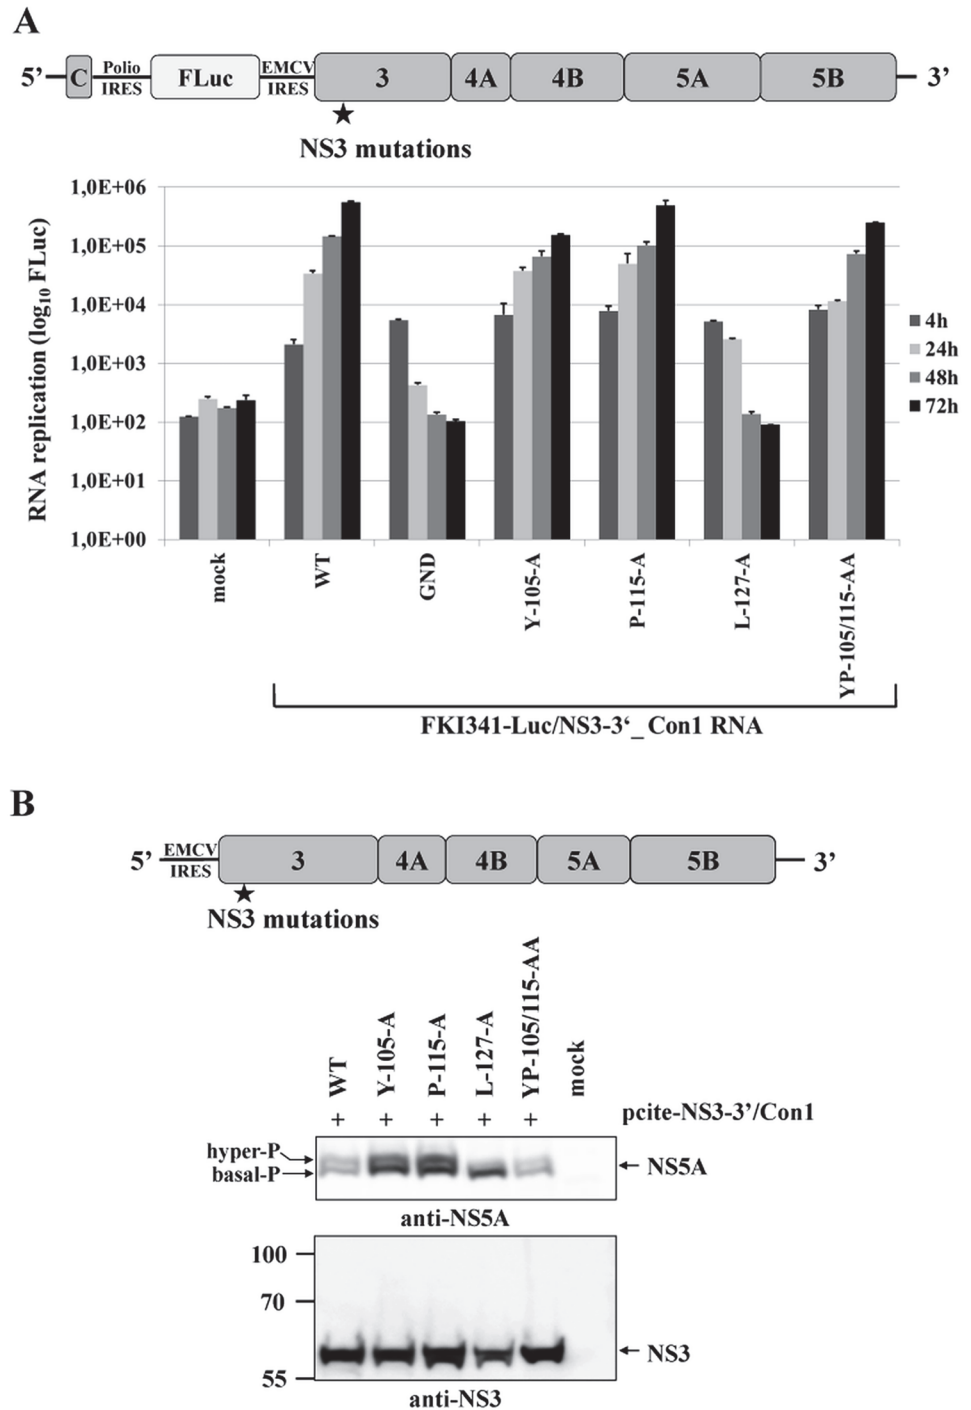 A
5’ C Polio IRES FLuc EMCV IRES 3 4A 4B 5A 5B 3’
NS3 mutations
RNA replication (log10 FLuc)
1,0E+06
1,0E+05
1,0E+04
1,0E+03
1,0E+02
1,0E+01
1,0E+00
4h
24h
48h
72h
mock
WT
GND
Y-105-A
P-115-A
L-127-A
YP-105/115-AA
FKI341-Luc/NS3-3‘_ Con1 RNA
B
5’ EMCV IRES 3 4A 4B 5A 5B 3’
NS3 mutations
WT
Y-105-A
P-115-A
L-127-A
YP-105/115-AA
mock
+ + + + + pcite-NS3-3’/Con1
hyper-P
basal-P
NS5A
anti-NS5A
100
70
55
NS3
anti-NS3